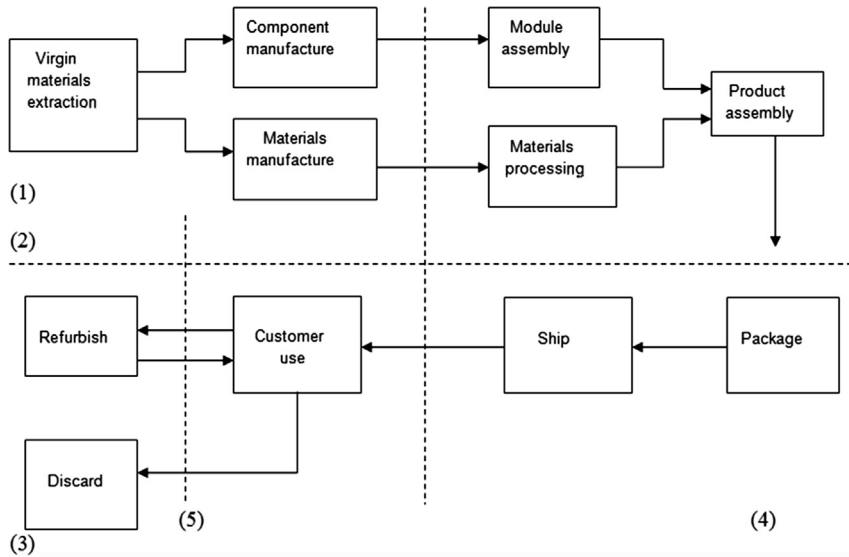 Virgin
materials
extraction
Component
manufacture
Materials
manufacture
Module
assembly
Materials
processing
Product
assembly
(1)
(2)
Refurbish
Customer
use
Ship
Package
Discard
(3)
(5)
(4)